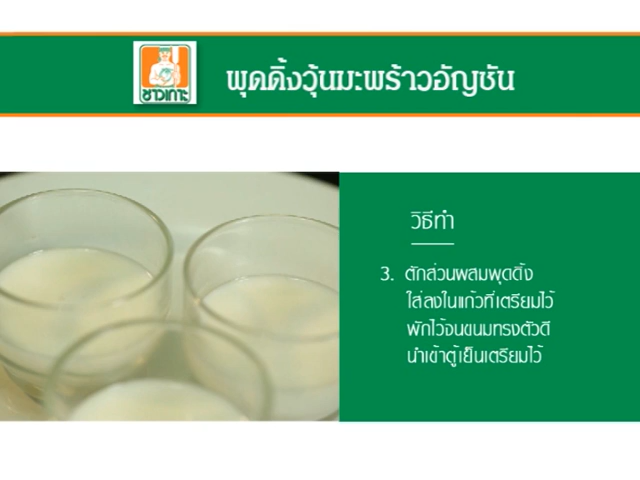 ชาวเกาะ
พุดดิ้งวุ้นมะพร้าวอัญชัน
วิธีทำ
3. ตักส่วนผสมพุดดิ้ง
ใส่ลงในแก้วที่เตรียมไว้
พักไว้จนขนมทรงตัวดี
นำเข้าตู้เย็นเตรียมไว้